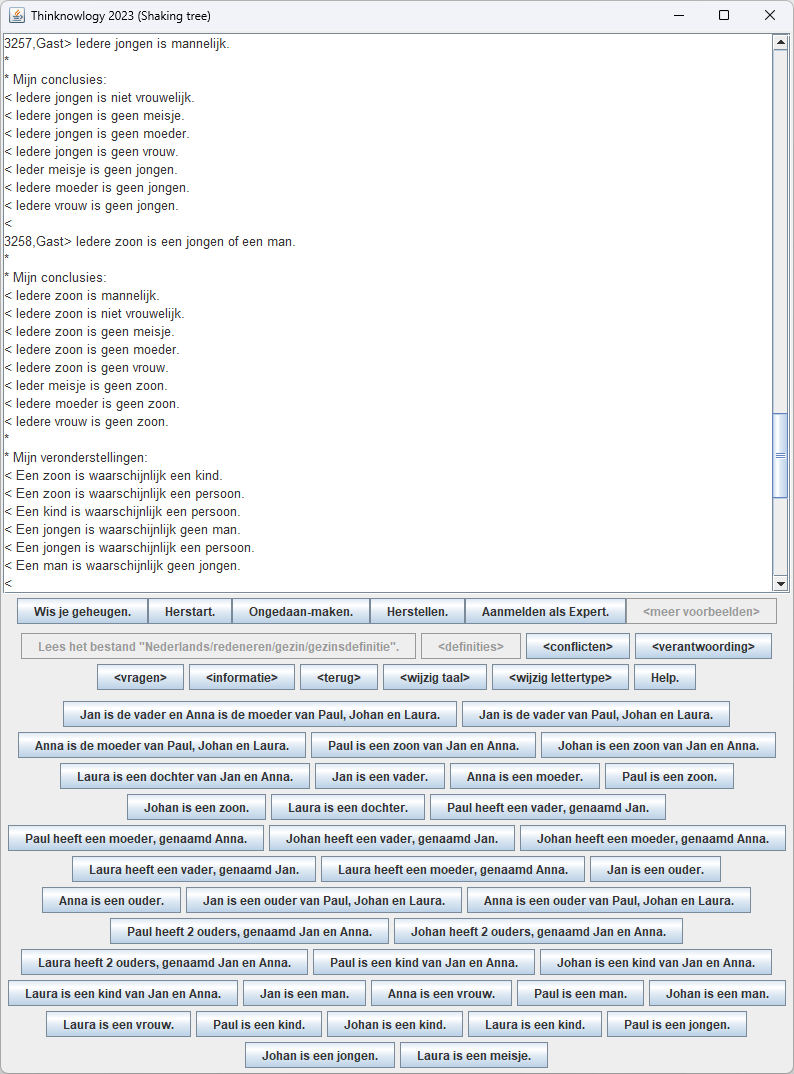 Thinknowlogy 2023 (Shaking tree)
3257,Gast> Iedere jongen is mannelijk.
*
* Mijn conclusies:
< Iedere jongen is niet vrouwelijk.
< Iedere jongen is geen meisje.
< Iedere jongen is geen moeder.
< Iedere jongen is geen vrouw.
< Ieder meisje is geen jongen.
< Iedere moeder is geen jongen.
< Iedere vrouw is geen jongen.
<
3258,Gast> Iedere zoon is een jongen of een man.
*
* Mijn conclusies:
< Iedere zoon is mannelijk.
< Iedere zoon is niet vrouwelijk.
< Iedere zoon is geen meisje.
< Iedere zoon is geen moeder.
< Iedere zoon is geen vrouw.
< Ieder meisje is geen zoon.
< Iedere moeder is geen zoon.
< Iedere vrouw is geen zoon.
*
* Mijn veronderstellingen:
< Een zoon is waarschijnlijk een kind.
< Een zoon is waarschijnlijk een persoon.
< Een kind is waarschijnlijk een persoon.
< Een jongen is waarschijnlijk geen man.
< Een jongen is waarschijnlijk een persoon.
< Een man is waarschijnlijk geen jongen.
<
Wis je geheugen. Herstart. Ongedaan-maken. Herstellen. Aanmelden als Expert. <meer voorbeelden>
Lees het bestand "Nederlands/redeneren/gezin/gezinsdefinitie". <definities> <conflicten> <verantwoording>
<vragen> <informatie> <terug> <wijzig taal> <wijzig lettertype> Help.
Jan is de vader en Anna is de moeder van Paul, Johan en Laura. Jan is de vader van Paul, Johan en Laura.
Anna is de moeder van Paul, Johan en Laura. Paul is een zoon van Jan en Anna. Johan is een zoon van Jan en Anna.
Laura is een dochter van Jan en Anna. Jan is een vader. Anna is een moeder. Paul is een zoon.
Johan is een zoon. Laura is een dochter. Paul heeft een vader, genaamd Jan.
Paul heeft een moeder, genaamd Anna. Johan heeft een vader, genaamd Jan. Johan heeft een moeder, genaamd Anna.
Laura heeft een vader, genaamd Jan. Laura heeft een moeder, genaamd Anna. Jan is een ouder.
Anna is een ouder. Jan is een ouder van Paul, Johan en Laura. Anna is een ouder van Paul, Johan en Laura.
Paul heeft 2 ouders, genaamd Jan en Anna. Johan heeft 2 ouders, genaamd Jan en Anna.
Laura heeft 2 ouders, genaamd Jan en Anna. Paul is een kind van Jan en Anna. Johan is een kind van Jan en Anna.
Laura is een kind van Jan en Anna. Jan is een man. Anna is een vrouw. Paul is een man. Johan is een man.
Laura is een vrouw. Paul is een kind. Johan is een kind. Laura is een kind. Paul is een jongen.
Johan is een jongen. Laura is een meisje.